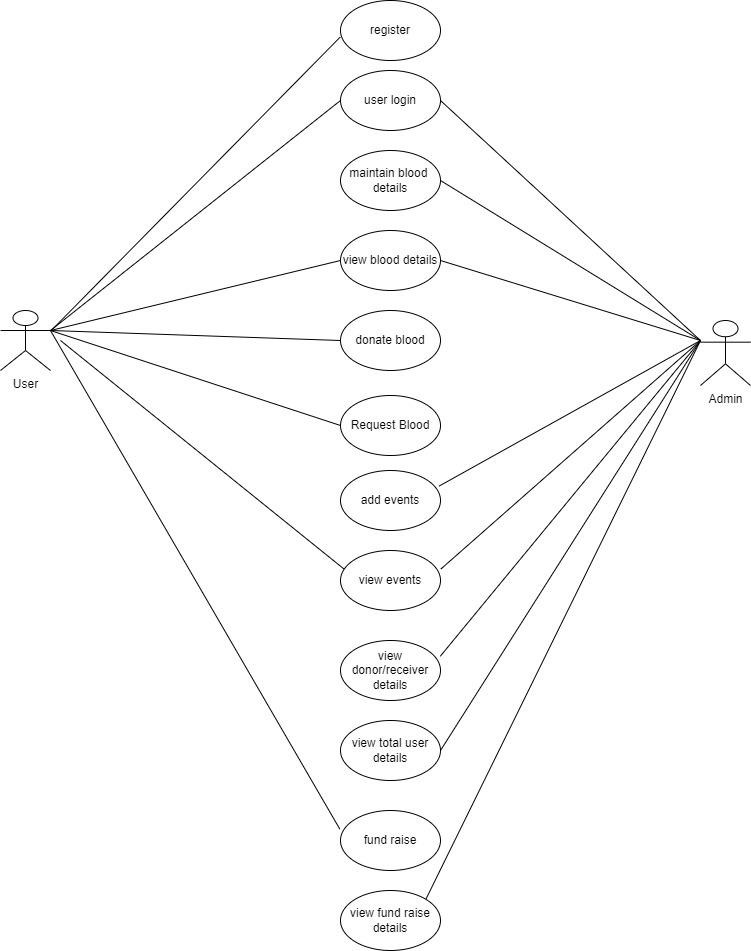 register
user login
maintain blood
details
view blood details
donate blood
User
Admin
Request Blood
add events
view events
view
donor/receiver
details
view total user
details
fund raise
view fund raise
details